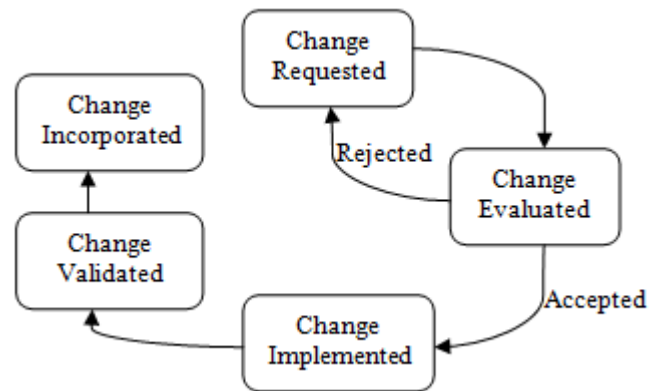 Change
Requested
Change
Incorporated
Rejected
Change
Evaluated
Change
Validated
Accepted
Change
Implemented